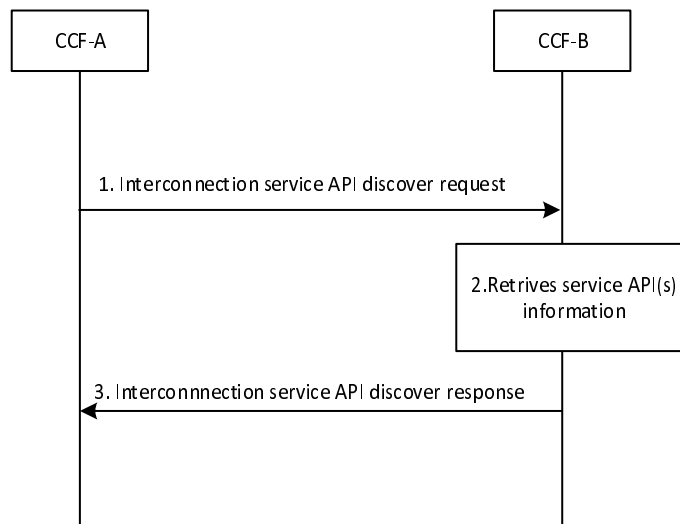 CCF-A
CCF-B
1. Interconnection service API discover request
2.Retrives service API(s)
information
3. Interconnnection service API discover response